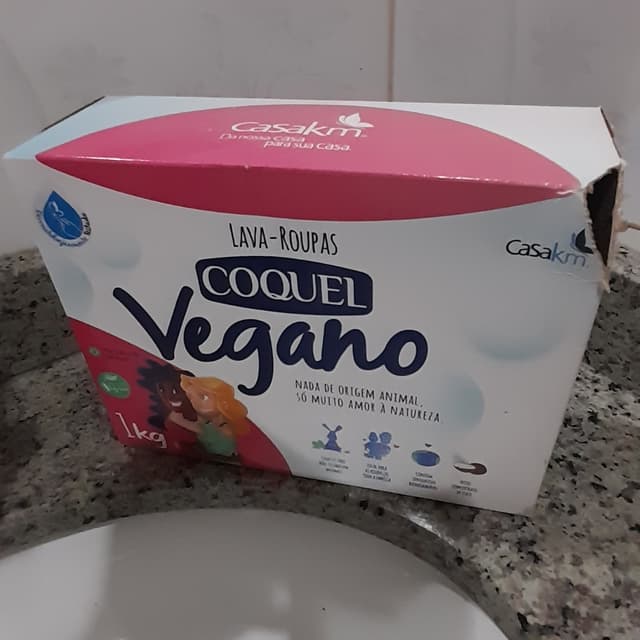 casakm
Da nossa casa
para sua casa
casakm
LAVA-ROUPAS
COQUEL
Vegano
NADA DE ORIGEM ANIMAL,
SÓ MUITO AMOR À NATUREZA.
1kg